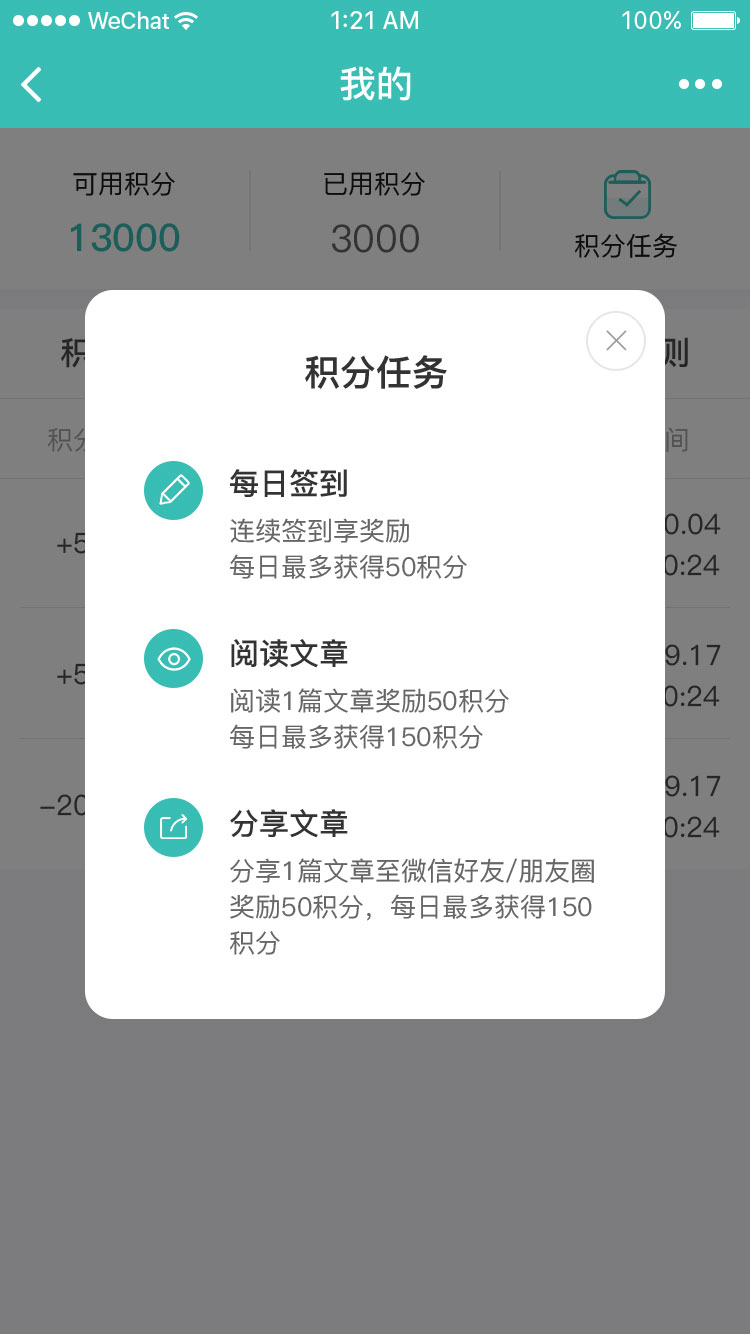 WeChat 1:21 AM 100%
我的
可用积分 已用积分
13000 3000 积分任务
积 则
积分任务
积分 间
每日签到
连续签到享奖励
每日最多获得50积分
+5 0.04
0:24
阅读文章
阅读1篇文章奖励50积分
每日最多获得150积分
+5 9.17
0:24
分享文章
分享1篇文章至微信好友/朋友圈
奖励50积分，每日最多获得150
积分
-20 9.17
0:24